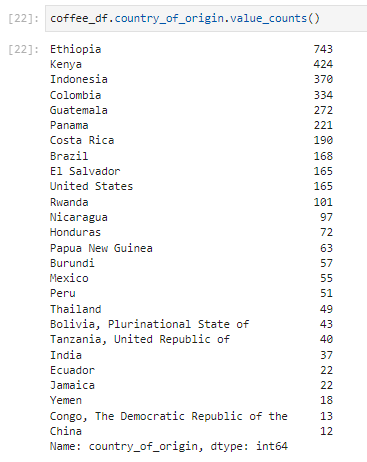 [22]: coffee_df.country_of_origin.value_counts()
[22]: Ethiopia 743
Kenya 424
Indonesia 370
Colombia 334
Guatemala 272
Panama 221
Costa Rica 190
Brazil 168
El Salvador 165
United States 165
Rwanda 101
Nicaragua 97
Honduras 72
Papua New Guinea 63
Burundi 57
Mexico 55
Peru 51
Thailand 49
Bolivia, Plurinational State of 43
Tanzania, United Republic of 40
India 37
Ecuador 22
Jamaica 22
Yemen 18
Congo, The Democratic Republic of the 13
China 12
Name: country_of_origin, dtype: int64